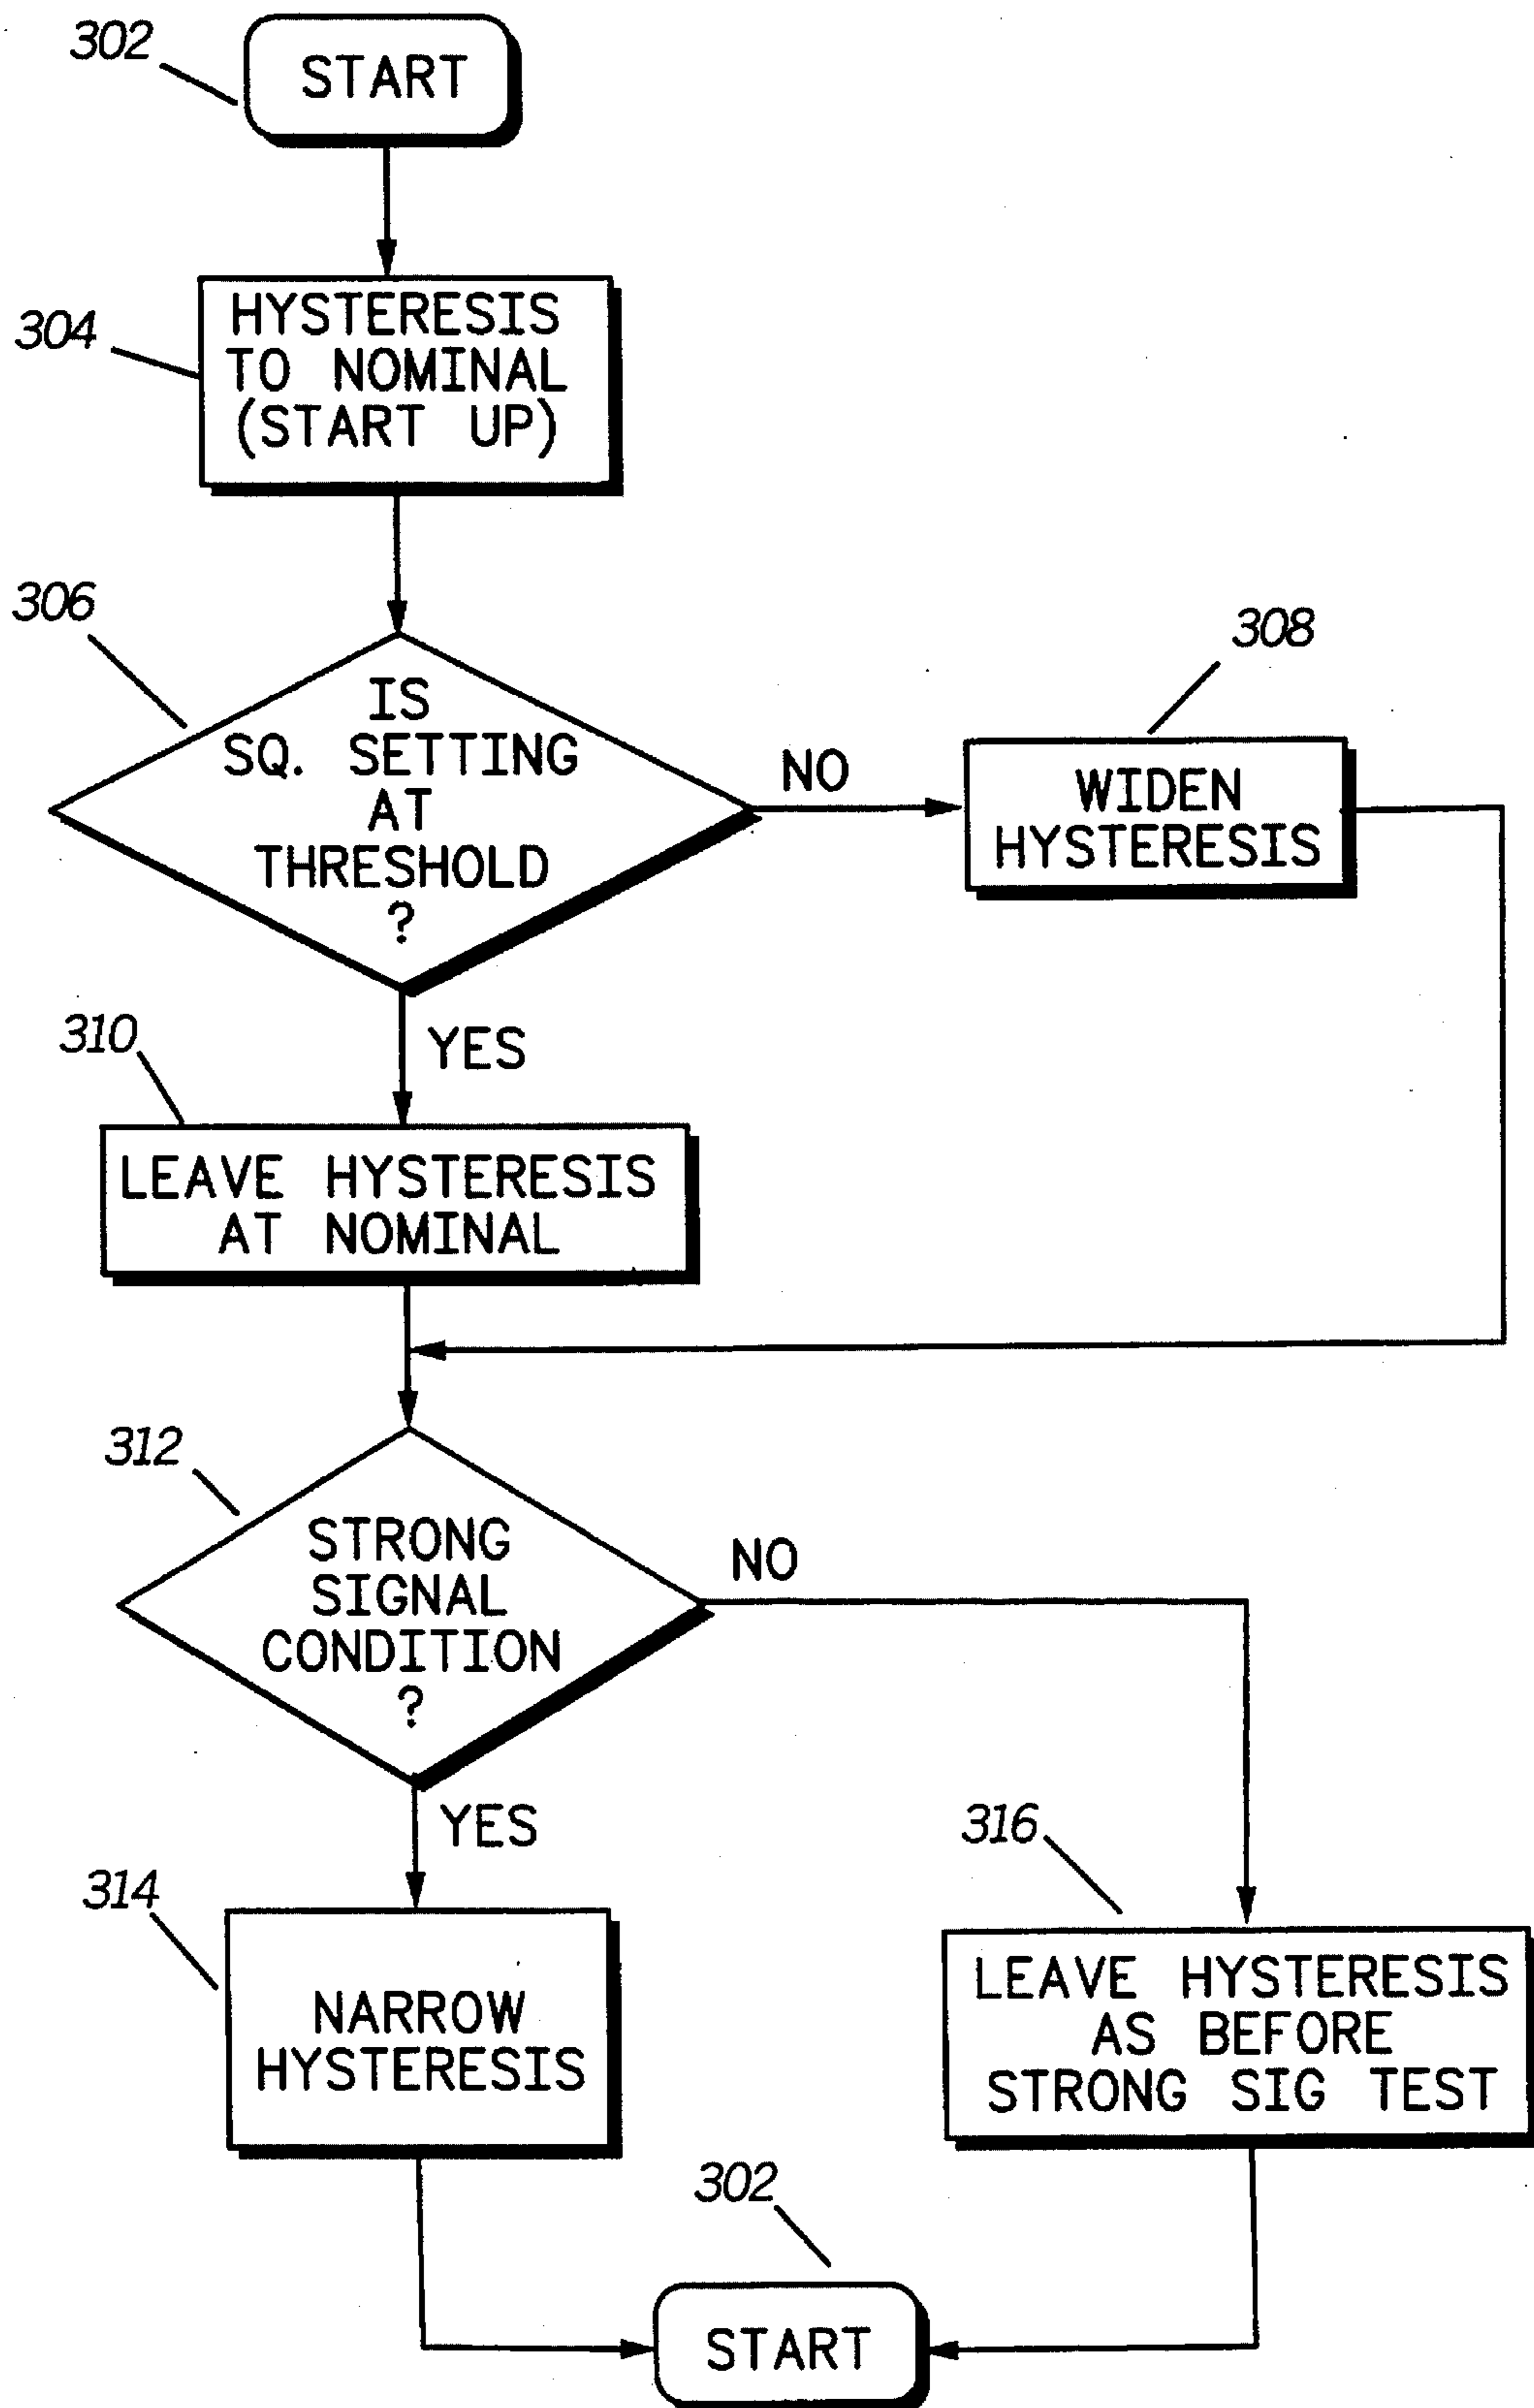 302
START
304
HYSTERESIS
TO NOMINAL
(START UP)
306
IS
SQ. SETTING
AT
THRESHOLD
?
NO
308
WIDEN
HYSTERESIS
YES
310
LEAVE HYSTERESIS
AT NOMINAL
312
STRONG
SIGNAL
CONDITION
?
NO
YES
314
NARROW
HYSTERESIS
316
LEAVE HYSTERESIS
AS BEFORE
STRONG SIG TEST
302
START